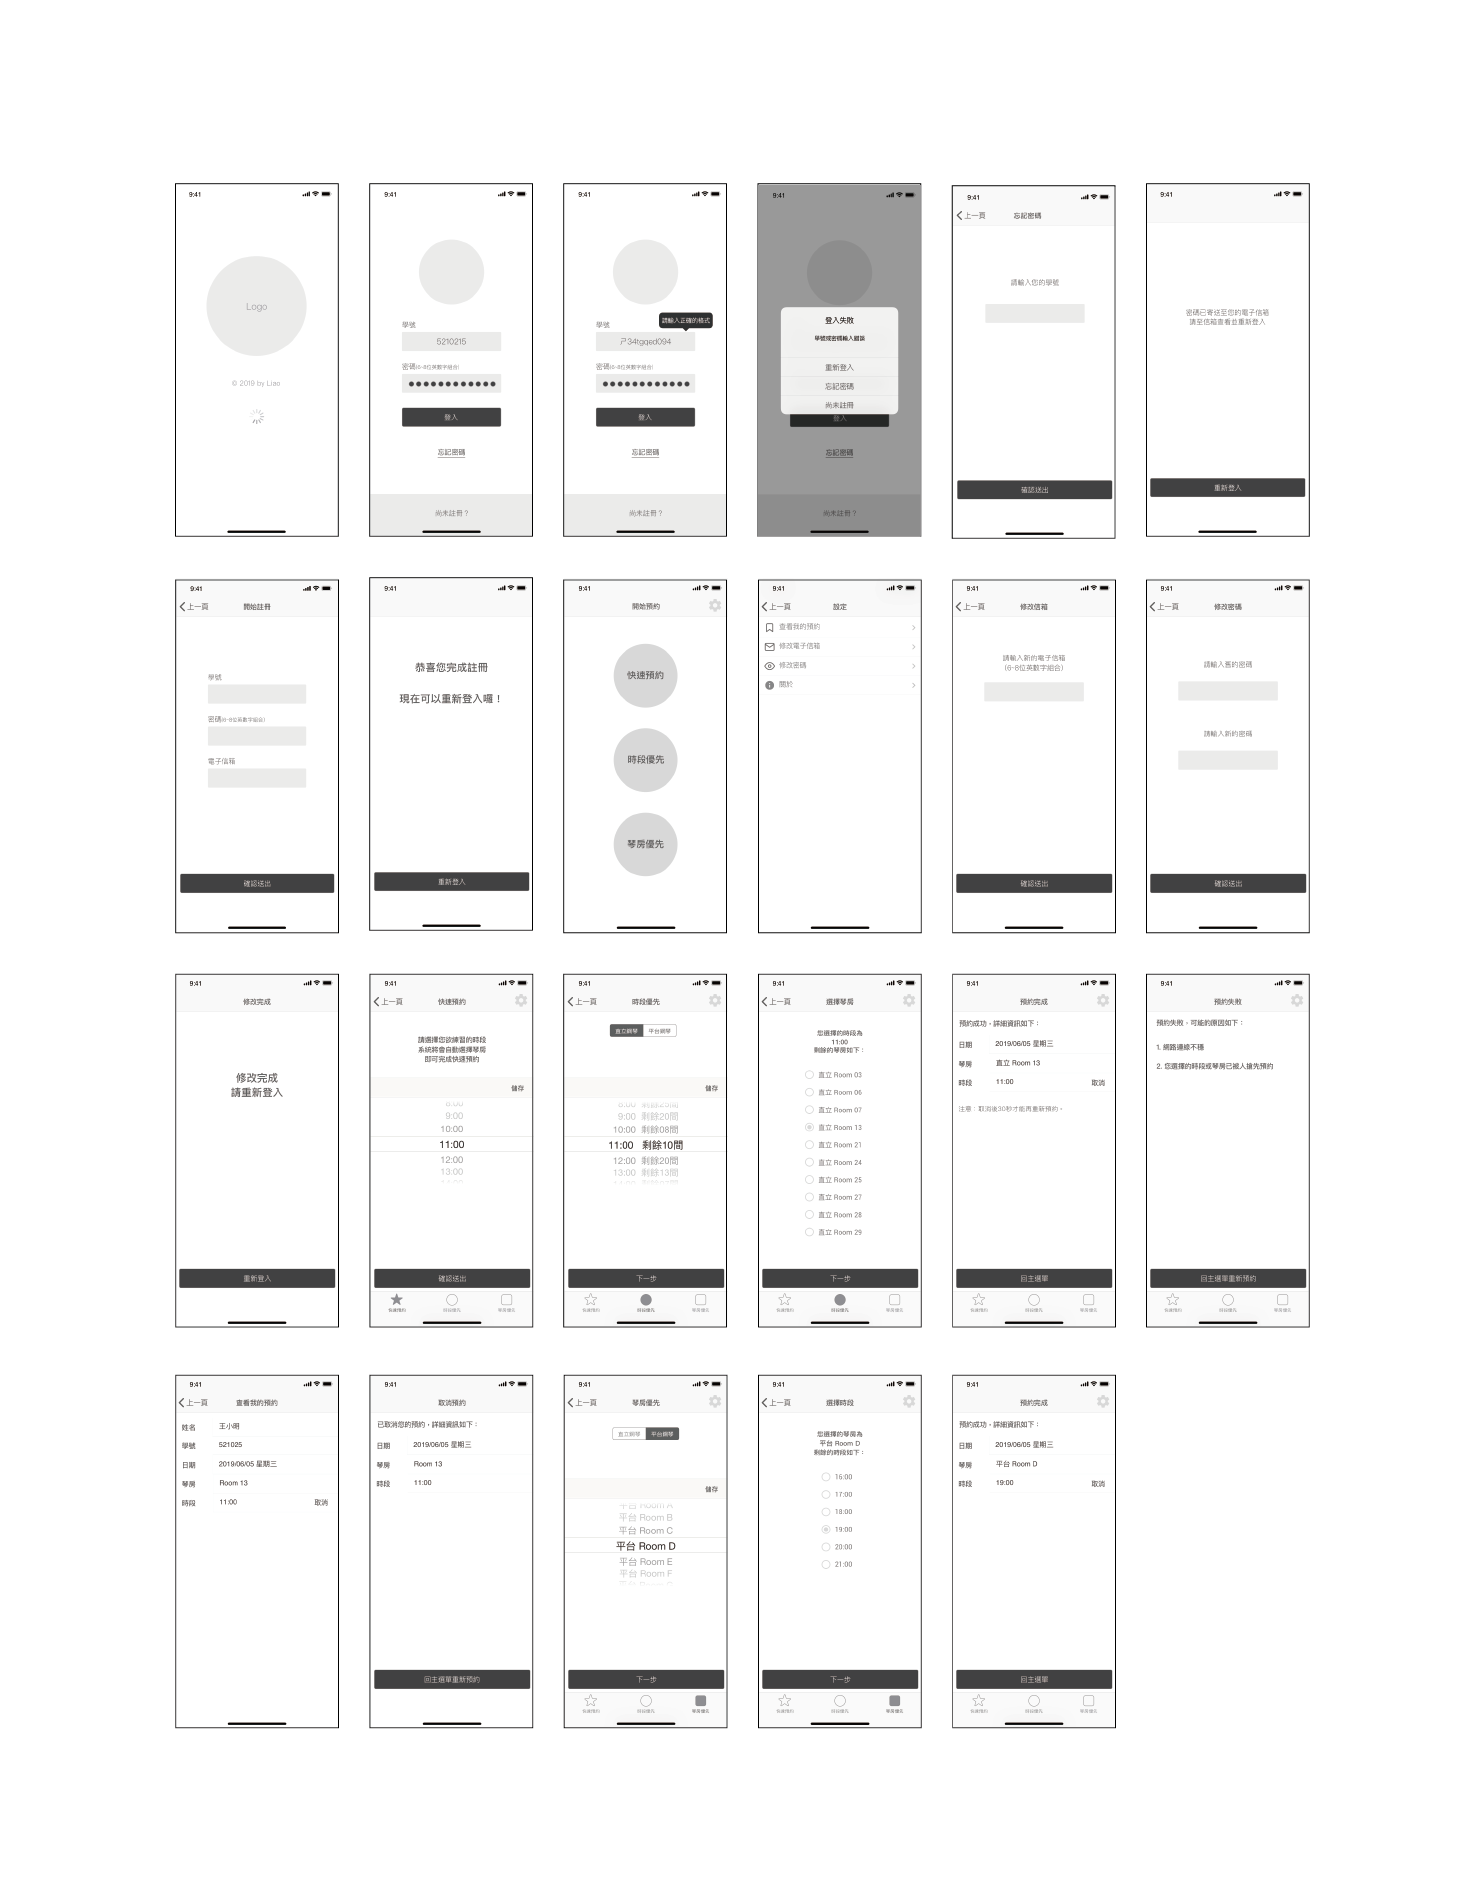 9:41
Logo
© 2019 by Liao
9:41
學號
5210215
密碼(6-8位英數字組合)
登入
忘記密碼
尚未註冊？
9:41
請輸入正確的格式
學號
ㄕ34tgqed094
密碼(6-8位英數字組合)
登入
忘記密碼
尚未註冊？
9:41
登入失敗
學號或密碼輸入錯誤
重新登入
忘記密碼
尚未註冊
登入
忘記密碼
尚未註冊？
9:41
上一頁 忘記密碼
請輸入您的學號
確認送出
9:41
密碼已寄送至您的電子信箱
請至信箱查看並重新登入
重新登入
9:41
上一頁 開始註冊
學號
密碼(6-8位英數字組合)
電子信箱
確認送出
9:41
恭喜您完成註冊
現在可以重新登入囉！
重新登入
9:41
開始預約
快速預約
時段優先
琴房優先
9:41
上一頁 設定
查看我的預約
修改電子信箱
修改密碼
關於
9:41
上一頁 修改信箱
請輸入新的電子信箱
(6-8位英數字組合)
確認送出
9:41
上一頁 修改密碼
請輸入舊的密碼
請輸入新的密碼
確認送出
9:41
修改完成
修改完成
請重新登入
重新登入
9:41
上一頁 快速預約
請選擇您欲練習的時段
系統將會自動選擇琴房
即可完成快速預約
儲存
8:00
9:00
10:00
11:00
12:00
13:00
確認送出
快速預約 時段優先 琴房優先
9:41
上一頁 時段優先
直立鋼琴 平台鋼琴
儲存
9:00 剩餘20間
10:00 剩餘08間
11:00 剩餘10間
12:00 剩餘20間
13:00 剩餘13間
下一步
快速預約 時段優先 琴房優先
9:41
上一頁 選擇琴房
您選擇的時段為
11:00
剩餘的琴房如下：
直立 Room 03
直立 Room 06
直立 Room 07
直立 Room 13
直立 Room 21
直立 Room 24
直立 Room 25
直立 Room 27
直立 Room 28
直立 Room 29
下一步
快速預約 時段優先 琴房優先
9:41
預約完成
預約成功，詳細資訊如下：
日期 2019/06/05 星期三
琴房 直立 Room 13
時段 11:00 取消
注意：取消後30秒才能再重新預約。
回主選單
快速預約 時段優先 琴房優先
9:41
預約失敗
預約失敗，可能的原因如下：
1. 網路連線不穩
2. 您選擇的時段或琴房已被人搶先預約
回主選單重新預約
快速預約 時段優先 琴房優先
9:41
上一頁 查看我的預約
姓名 王小明
學號 521025
日期 2019/06/05 星期三
琴房 Room 13
時段 11:00 取消
9:41
取消預約
已取消您的預約，詳細資訊如下：
日期 2019/06/05 星期三
琴房 Room 13
時段 11:00
回主選單重新預約
9:41
上一頁 琴房優先
直立鋼琴 平台鋼琴
儲存
平台 Room A
平台 Room B
平台 Room C
平台 Room D
平台 Room E
平台 Room F
下一步
快速預約 時段優先 琴房優先
9:41
上一頁 選擇時段
您選擇的琴房為
平台 Room D
剩餘的時段如下：
16:00
17:00
18:00
19:00
20:00
21:00
下一步
快速預約 時段優先 琴房優先
9:41
預約完成
預約成功，詳細資訊如下：
日期 2019/06/05 星期三
琴房 平台 Room D
時段 19:00 取消
回主選單
快速預約 時段優先 琴房優先